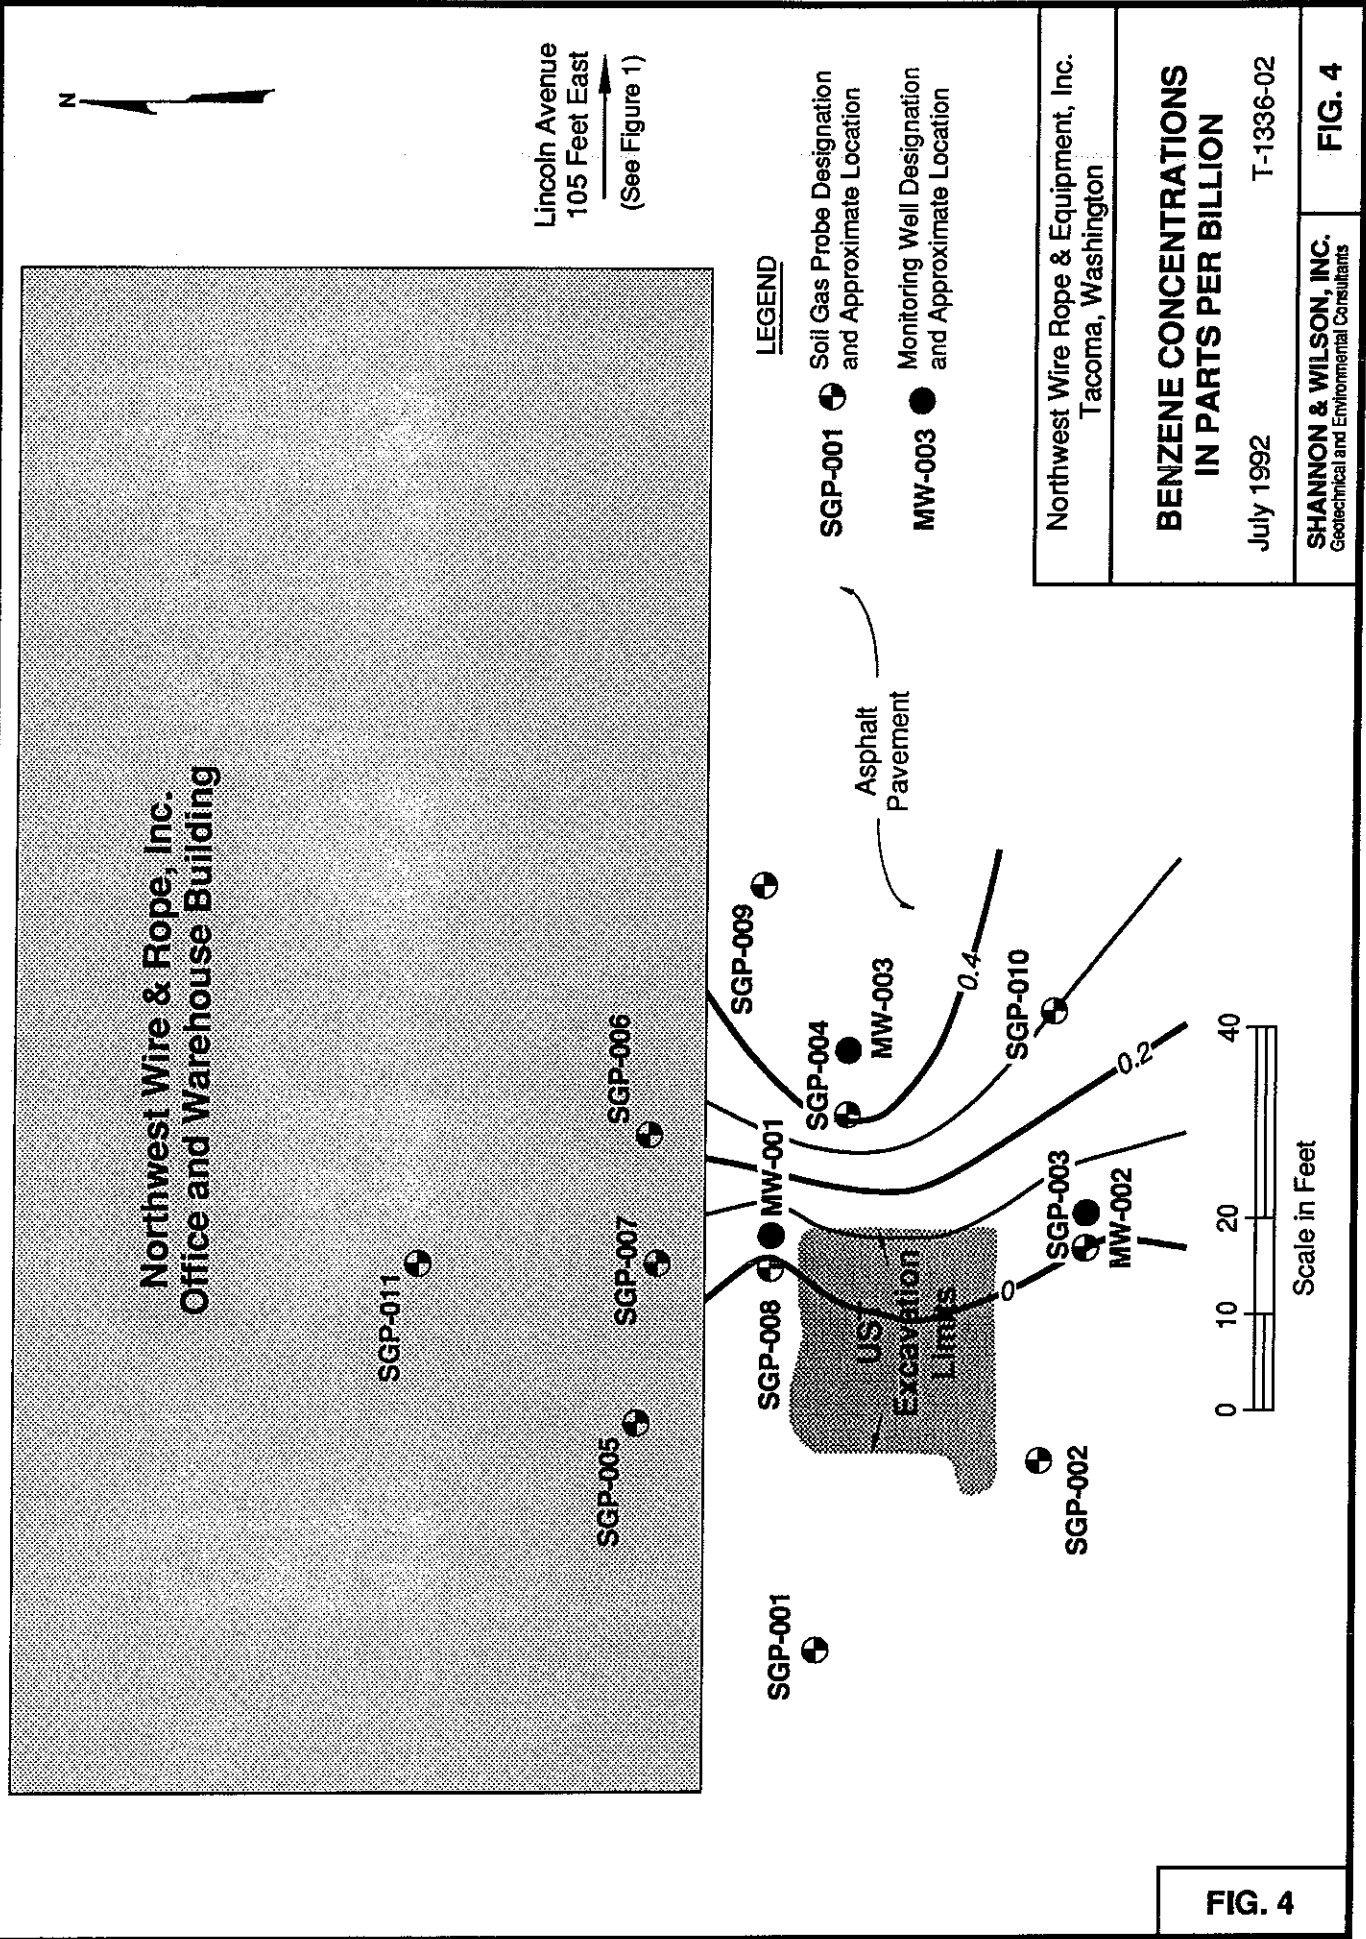 N
Lincoln Avenue
105 Feet East
(See Figure 1)
Northwest Wire & Rope, Inc.
Office and Warehouse Building
SGP-011
SGP-005
SGP-007
SGP-006
SGP-001
SGP-008
MW-001
SGP-009
SGP-004
MW-003
UST
Excavation
Limits
Asphalt
Pavement
0.4
SGP-010
0
SGP-002
SGP-003
MW-002
0.2
0
10
20
40
Scale in Feet
LEGEND
SGP-001 Soil Gas Probe Designation
and Approximate Location
MW-003 Monitoring Well Designation
and Approximate Location
Northwest Wire Rope & Equipment, Inc.
Tacoma, Washington
BENZENE CONCENTRATIONS
IN PARTS PER BILLION
July 1992 T-1336-02
SHANNON & WILSON, INC.
Geotechnical and Environmental Consultants
FIG. 4
FIG. 4